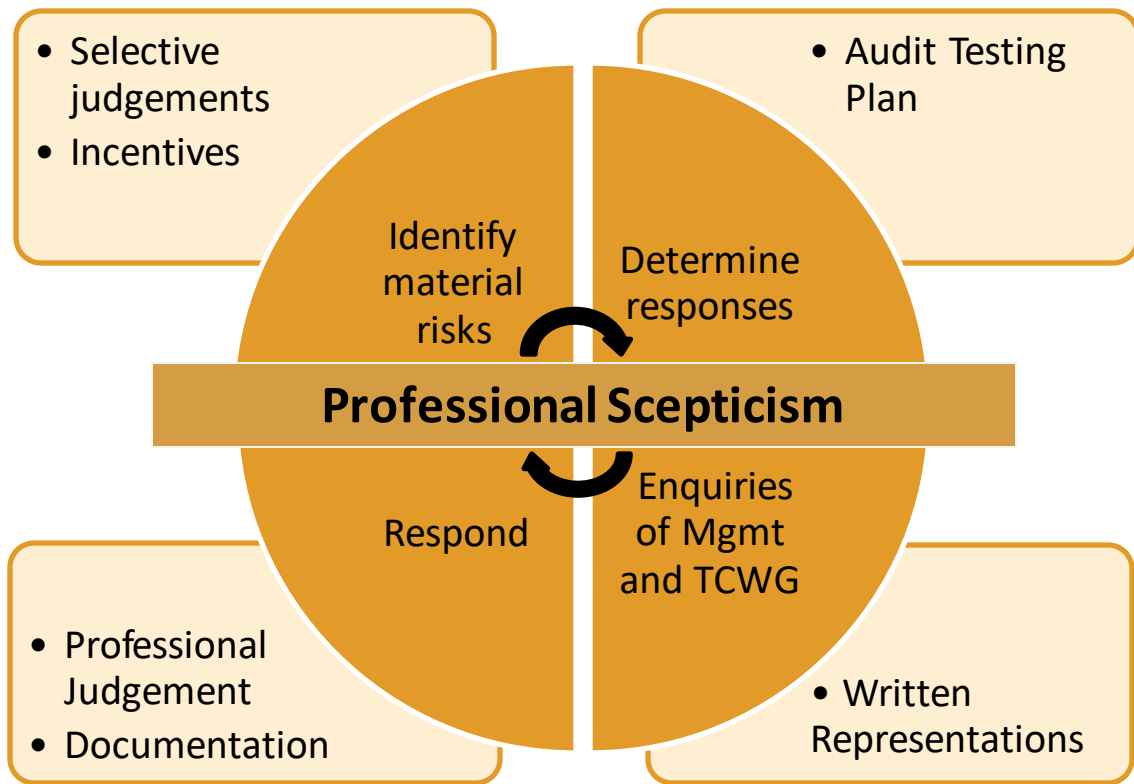 • Selective
judgements
• Incentives
• Audit Testing
Plan
Identify
material
risks
Determine
responses
Professional Scepticism
Respond
Enquiries
of Mgmt
and TCWG
• Professional
Judgement
• Documentation
• Written
Representations